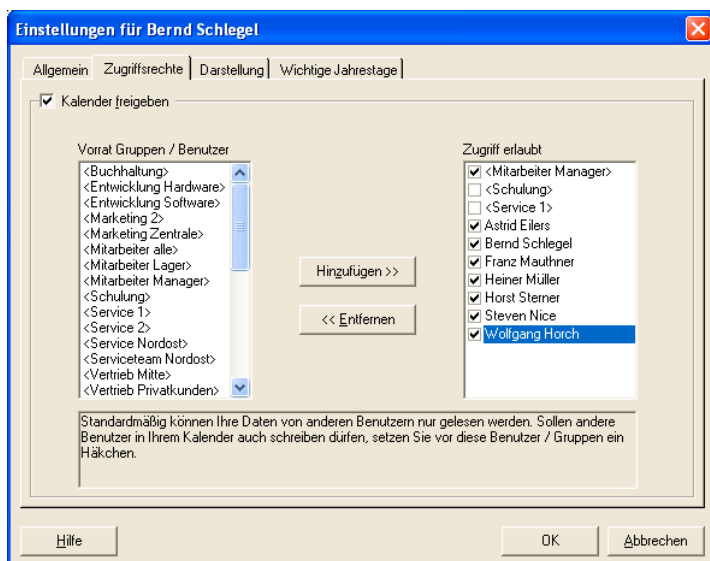 Einstellungen für Bernd Schlegel
Allgemein Zugriffsrechte Darstellung Wichtige Jahrestage
Kalender freigeben
Vorrat Gruppen / Benutzer
<Buchhaltung>
<Entwicklung Hardware>
<Entwicklung Software>
<Marketing 2>
<Marketing Zentrale>
<Mitarbeiter alle>
<Mitarbeiter Lager>
<Mitarbeiter Manager>
<Schulung>
<Service 1>
<Service 2>
<Service Nordost>
<Serviceteam Nordost>
<Vertrieb Mitte>
<Vertrieb Privatkunden>
Hinzufügen >>
<< Entfernen
Zugriff erlaubt
<Mitarbeiter Manager>
<Schulung>
<Service 1>
Astrid Eilers
Bernd Schlegel
Franz Mauthner
Heiner Müller
Horst Sterner
Steven Nice
Wolfgang Horch
Standardmäßig können Ihre Daten von anderen Benutzern nur gelesen werden. Sollen andere
Benutzer in Ihrem Kalender auch schreiben dürfen, setzen Sie vor diese Benutzer / Gruppen ein
Häkchen.
Hilfe OK Abbrechen